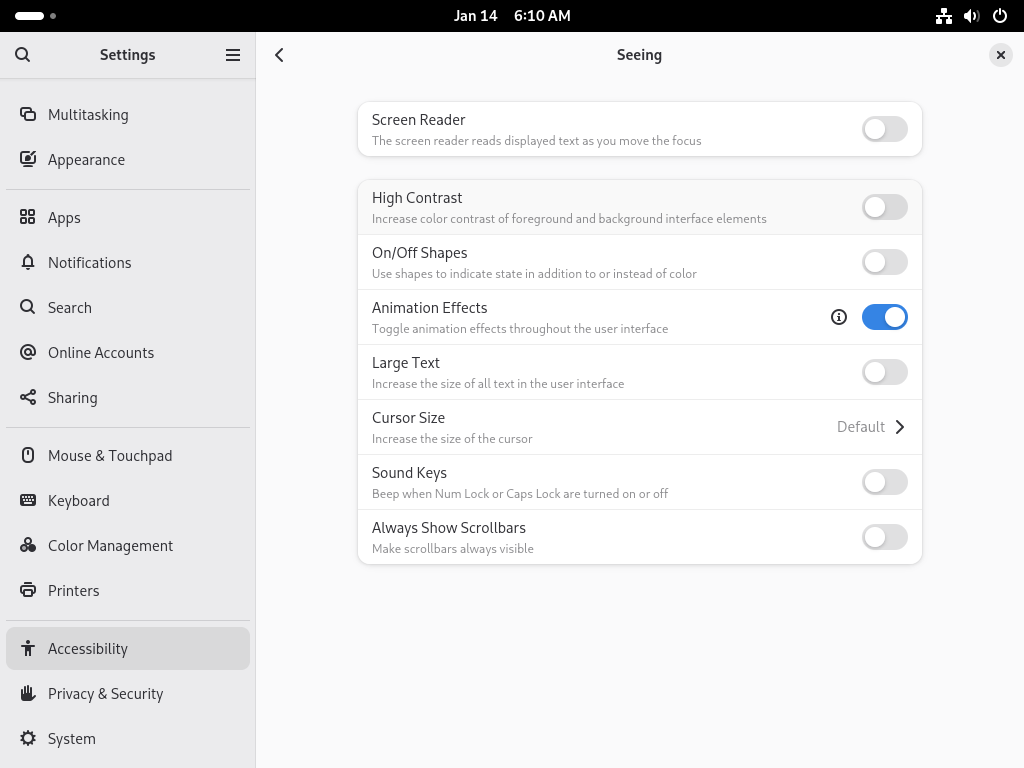 Jan 14 6:10 AM
Settings
Seeing
Multitasking
Appearance
Apps
Notifications
Search
Online Accounts
Sharing
Mouse & Touchpad
Keyboard
Color Management
Printers
Accessibility
Privacy & Security
System
Screen Reader
The screen reader reads displayed text as you move the focus
High Contrast
Increase color contrast of foreground and background interface elements
On/Off Shapes
Use shapes to indicate state in addition to or instead of color
Animation Effects
Toggle animation effects throughout the user interface
Large Text
Increase the size of all text in the user interface
Cursor Size
Increase the size of the cursor
Default
Sound Keys
Beep when Num Lock or Caps Lock are turned on or off
Always Show Scrollbars
Make scrollbars always visible